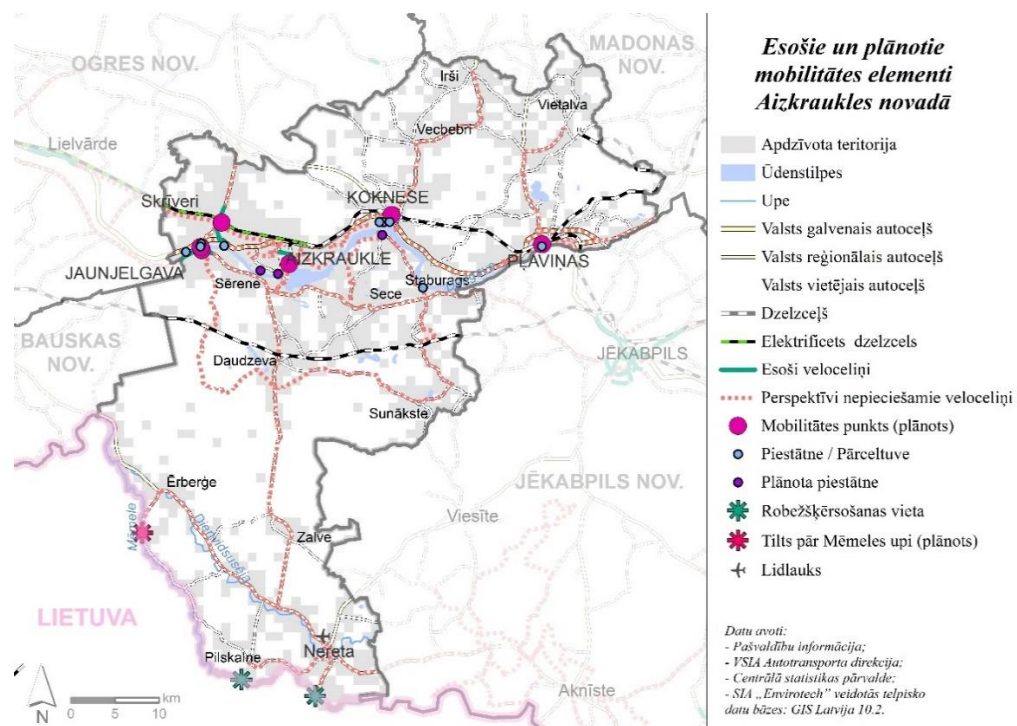 OGRES NOV.
MADONAS
NOV.
Irši
Vietalva
Vecbebri
Lielvārde
Skrīveri
KOKNESE
JAUNJELGAVA
AIZKRAUKLE
PĻAVIŅAS
Sērene
Sece
Staburags
BAUSKAS
NOV.
Daudzeva
JĒKABPILS
Sunākste
Ērberģe
JĒKABPILS NOV.
Viesīte
Mēmele
Dienvidsusēja
Zalve
LIETUVA
Pilskalne
Nereta
Aknīste
N
0 5 10
km
Esošie un plānotie
mobilitātes elementi
Aizkraukles novadā
Apdzīvota teritorija
Ūdenstilpes
Upe
Valsts galvenais autoceļš
Valsts reģionālais autoceļš
Valsts vietējais autoceļš
Dzelzceļš
Elektrificēts dzelzceļs
Esoši veloceliņi
Perspektīvi nepieciešamie veloceliņi
Mobilitātes punkts (plānots)
Piestātne / Pārceltuve
Plānota piestātne
Robežšķērsošanas vieta
Tilts pār Mēmeles upi (plānots)
Lidlauks
Datu avoti:
- Pašvaldību informācija;
- VSIA Autotransporta direkcija;
- Centrālā statistikas pārvalde;
- SIA „Envirotech” veidotās telpisko
datu bāzes: GIS Latvija 10.2.